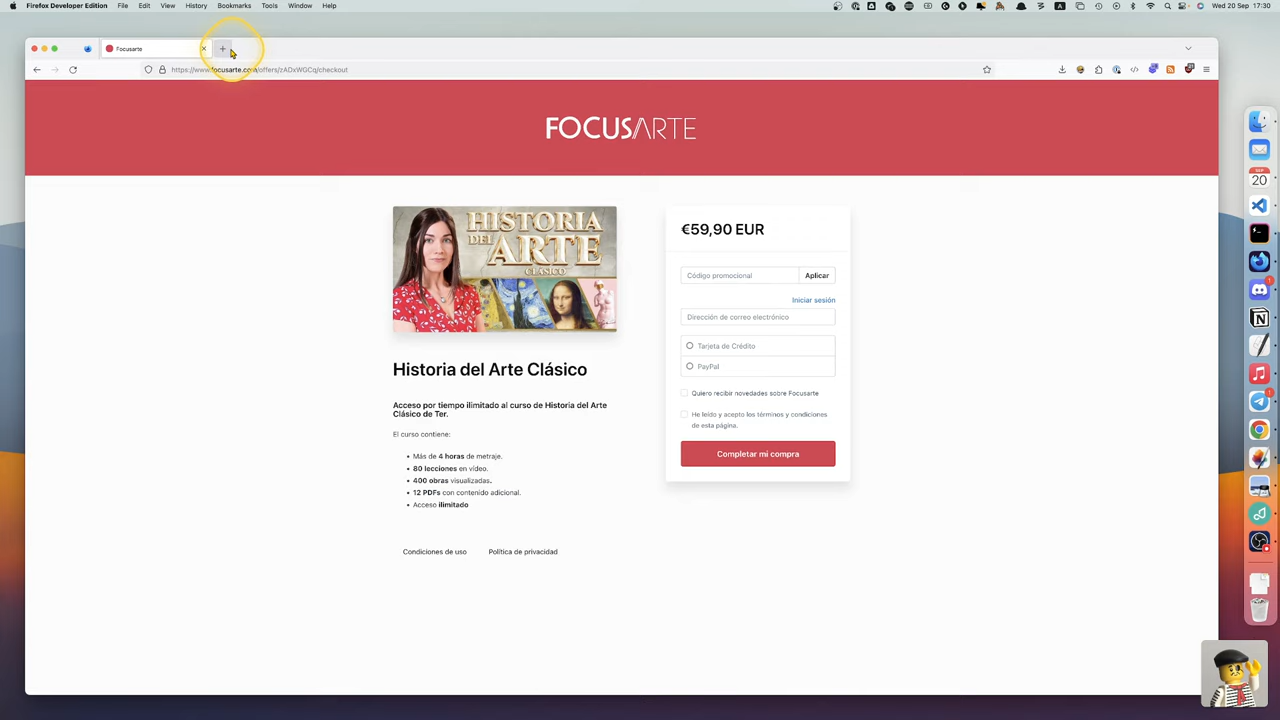 Firefox Developer Edition File Edit View History Bookmarks Tools Window Help
Wed 20 Sep 17:30
Focusarte
https://www.focusarte.com/offers/zADxWGCq/checkout
FOCUSARTE
HISTORIA
DEL ARTE
CLÁSICO
Historia del Arte Clásico
Acceso por tiempo ilimitado al curso de Historia del Arte
Clásico de Ter.
El curso contiene:
• Más de 4 horas de metraje.
• 80 lecciones en vídeo.
• 400 obras visualizadas.
• 12 PDFs con contenido adicional.
• Acceso ilimitado
Condiciones de uso Política de privacidad
€59,90 EUR
Código promocional Aplicar
Iniciar sesión
Dirección de correo electrónico
Tarjeta de Crédito
PayPal
Quiero recibir novedades sobre Focusarte
He leído y acepto los términos y condiciones
de esta página.
Completar mi compra
SEP
20